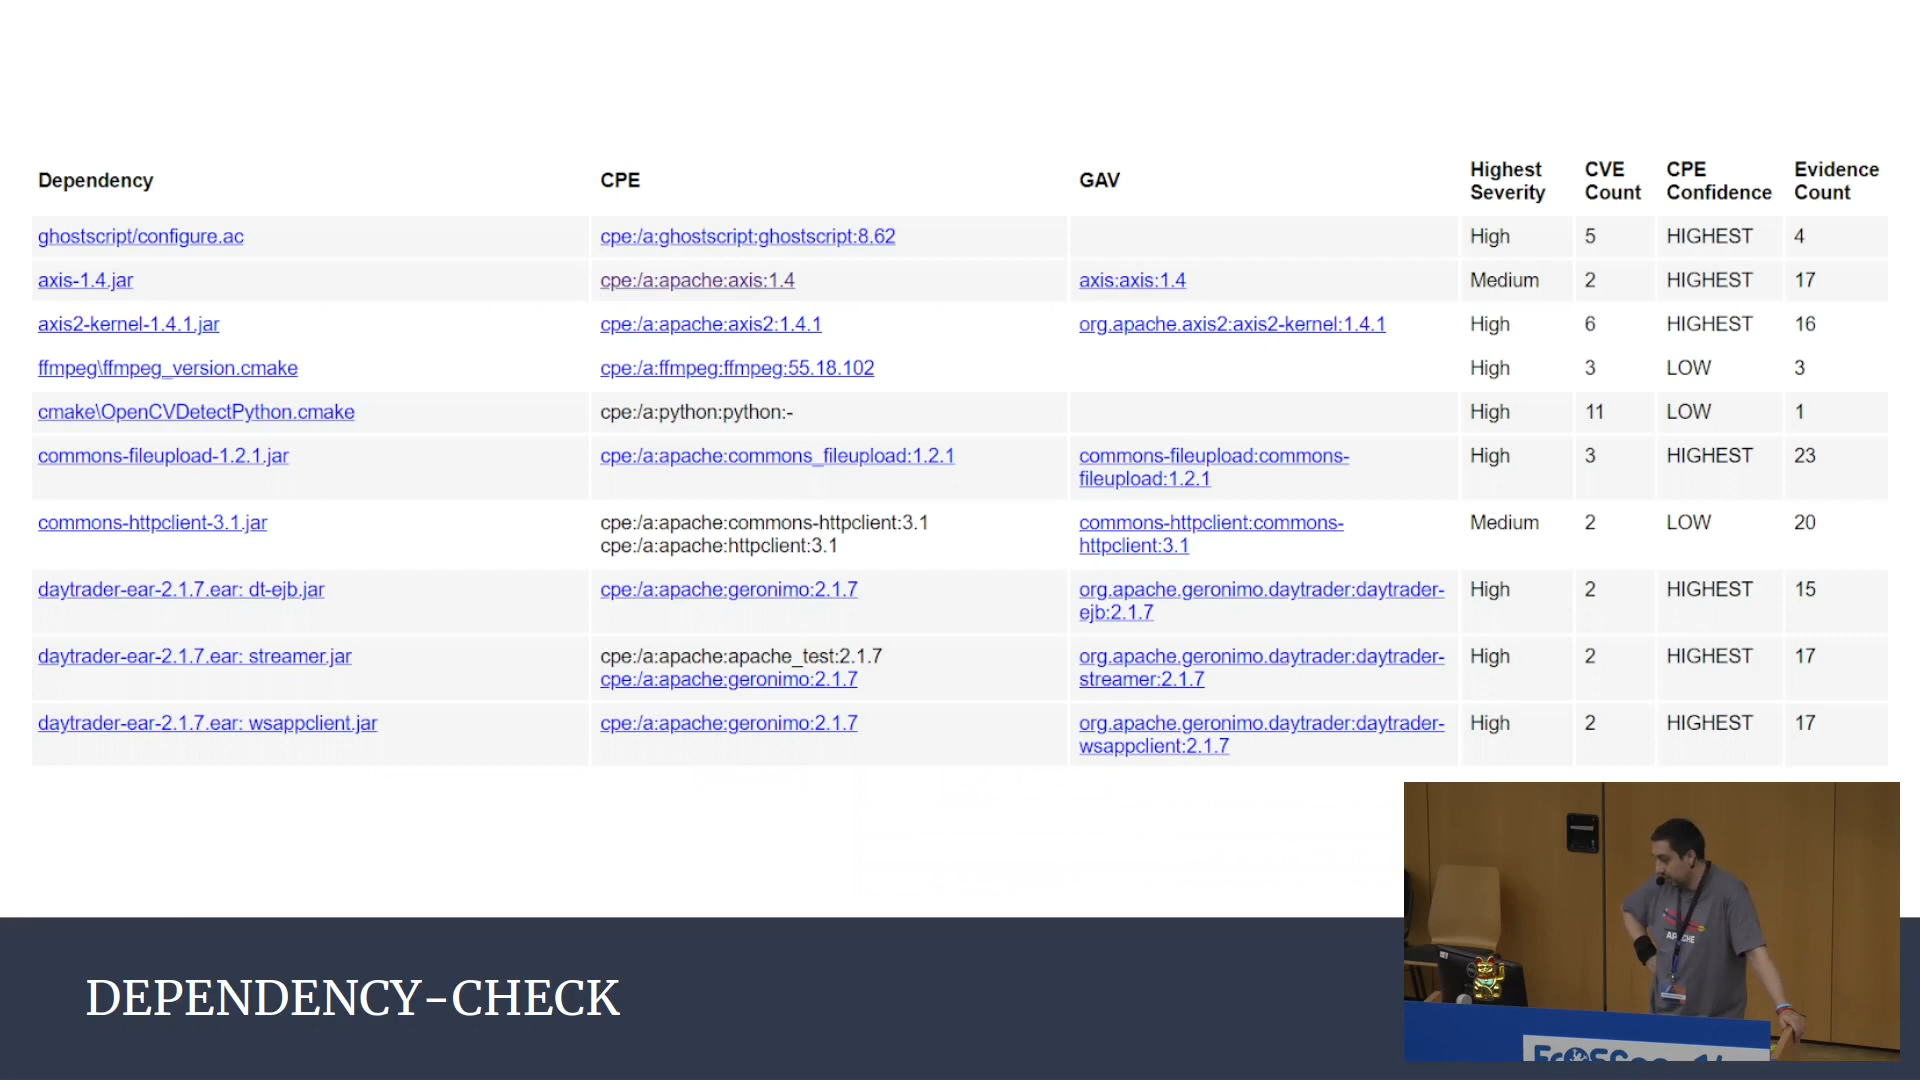 Dependency CPE GAV Highest Severity CVE Count CPE Confidence Evidence Count
ghostscript/configure.ac cpe:/a:ghostscript:ghostscript:8.62 High 5 HIGHEST 4
axis-1.4.jar cpe:/a:apache:axis:1.4 axis:axis:1.4 Medium 2 HIGHEST 17
axis2-kernel-1.4.1.jar cpe:/a:apache:axis2:1.4.1 org.apache.axis2:axis2-kernel:1.4.1 High 6 HIGHEST 16
ffmpeg\ffmpeg_version.cmake cpe:/a:ffmpeg:ffmpeg:55.18.102 High 3 LOW 3
cmake\OpenCVDetectPython.cmake cpe:/a:python:python:- High 11 LOW 1
commons-fileupload-1.2.1.jar cpe:/a:apache:commons_fileupload:1.2.1 commons-fileupload:commons- High 3 HIGHEST 23
fileupload:1.2.1
commons-httpclient-3.1.jar cpe:/a:apache:commons-httpclient:3.1 commons-httpclient:commons- Medium 2 LOW 20
cpe:/a:apache:httpclient:3.1 httpclient:3.1
daytrader-ear-2.1.7.ear: dt-ejb.jar cpe:/a:apache:geronimo:2.1.7 org.apache.geronimo.daytrader:daytrader- High 2 HIGHEST 15
ejb:2.1.7
daytrader-ear-2.1.7.ear: streamer.jar cpe:/a:apache:apache_test:2.1.7 org.apache.geronimo.daytrader:daytrader- High 2 HIGHEST 17
cpe:/a:apache:geronimo:2.1.7 streamer:2.1.7
daytrader-ear-2.1.7.ear: wsappclient.jar cpe:/a:apache:geronimo:2.1.7 org.apache.geronimo.daytrader:daytrader- High 2 HIGHEST 17
wsappclient:2.1.7
DEPENDENCY-CHECK
APACHE